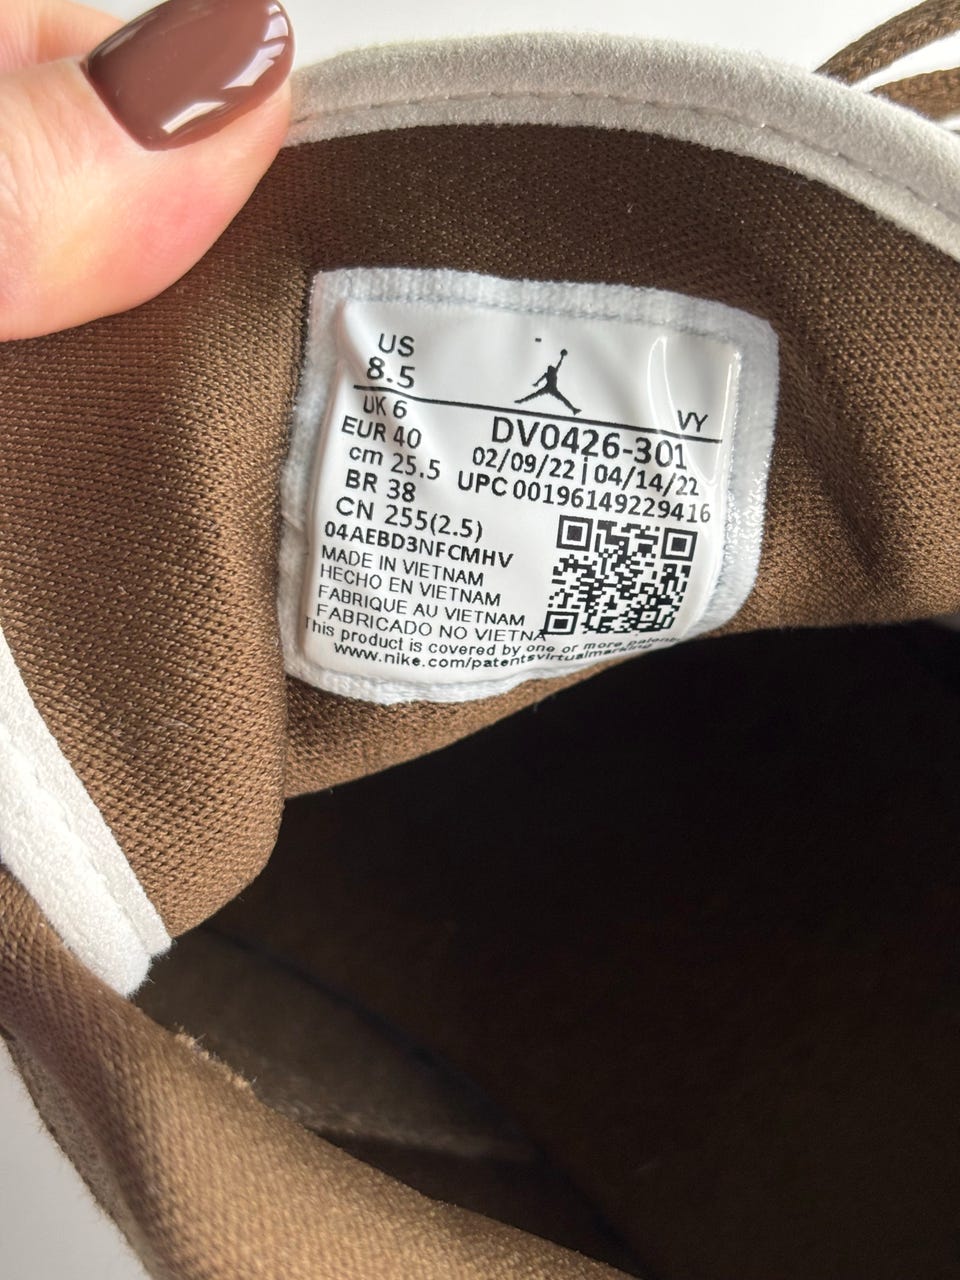 US
8.5
UK 6
EUR 40
cm 25.5
BR 38
CN 255(2.5)
VY
DV0426-301
02/09/22 | 04/14/22
UPC 00196149229416
04AEBD3NFCMHV
MADE IN VIETNAM
HECHO EN VIETNAM
FABRIQUE AU VIETNAM
FABRICADO NO VIETNA
This product is covered by one or more patents
www.nike.com/patentsvirtualmarking